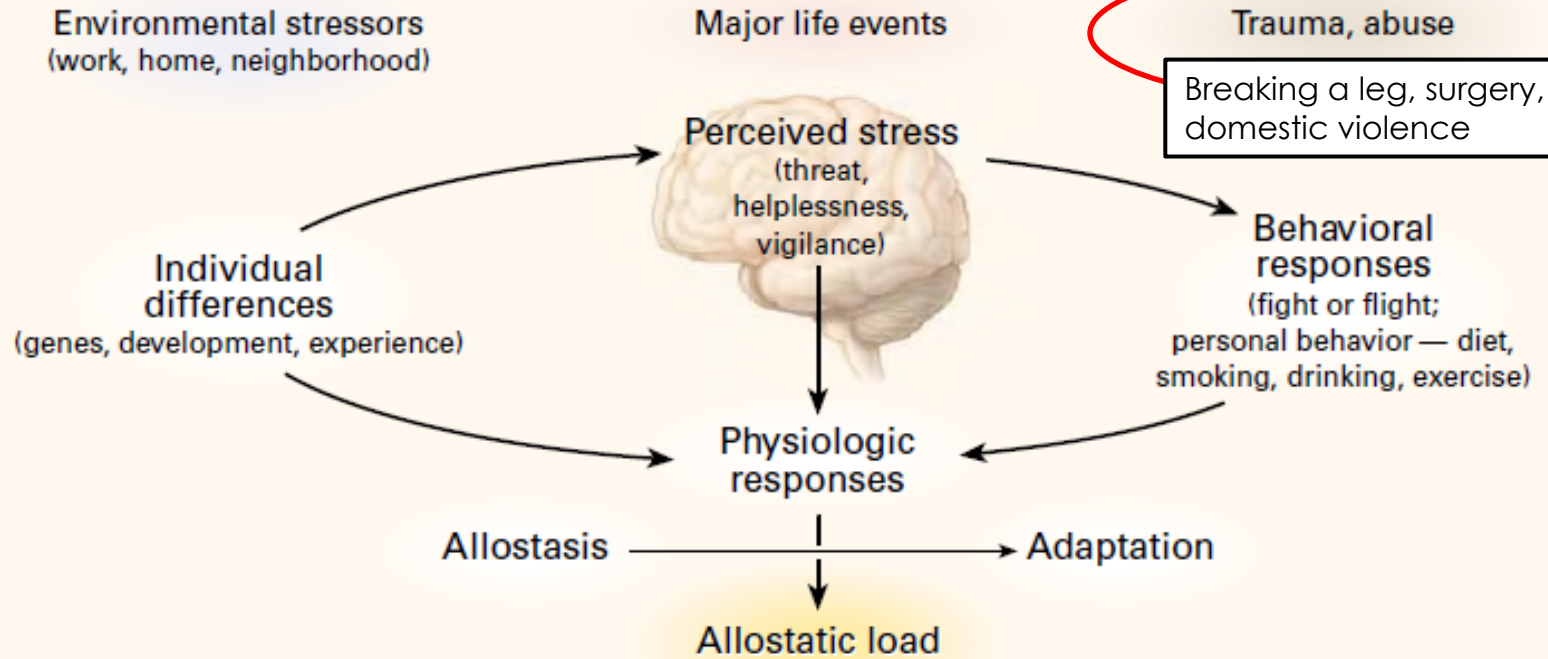 Environmental stressors
(work, home, neighborhood)
Major life events
Trauma, abuse
Breaking a leg, surgery,
domestic violence
Perceived stress
(threat,
helplessness,
vigilance)
Individual
differences
(genes, development, experience)
Behavioral
responses
(fight or flight;
personal behavior — diet,
smoking, drinking, exercise)
Physiologic
responses
Allostasis
Adaptation
Allostatic load